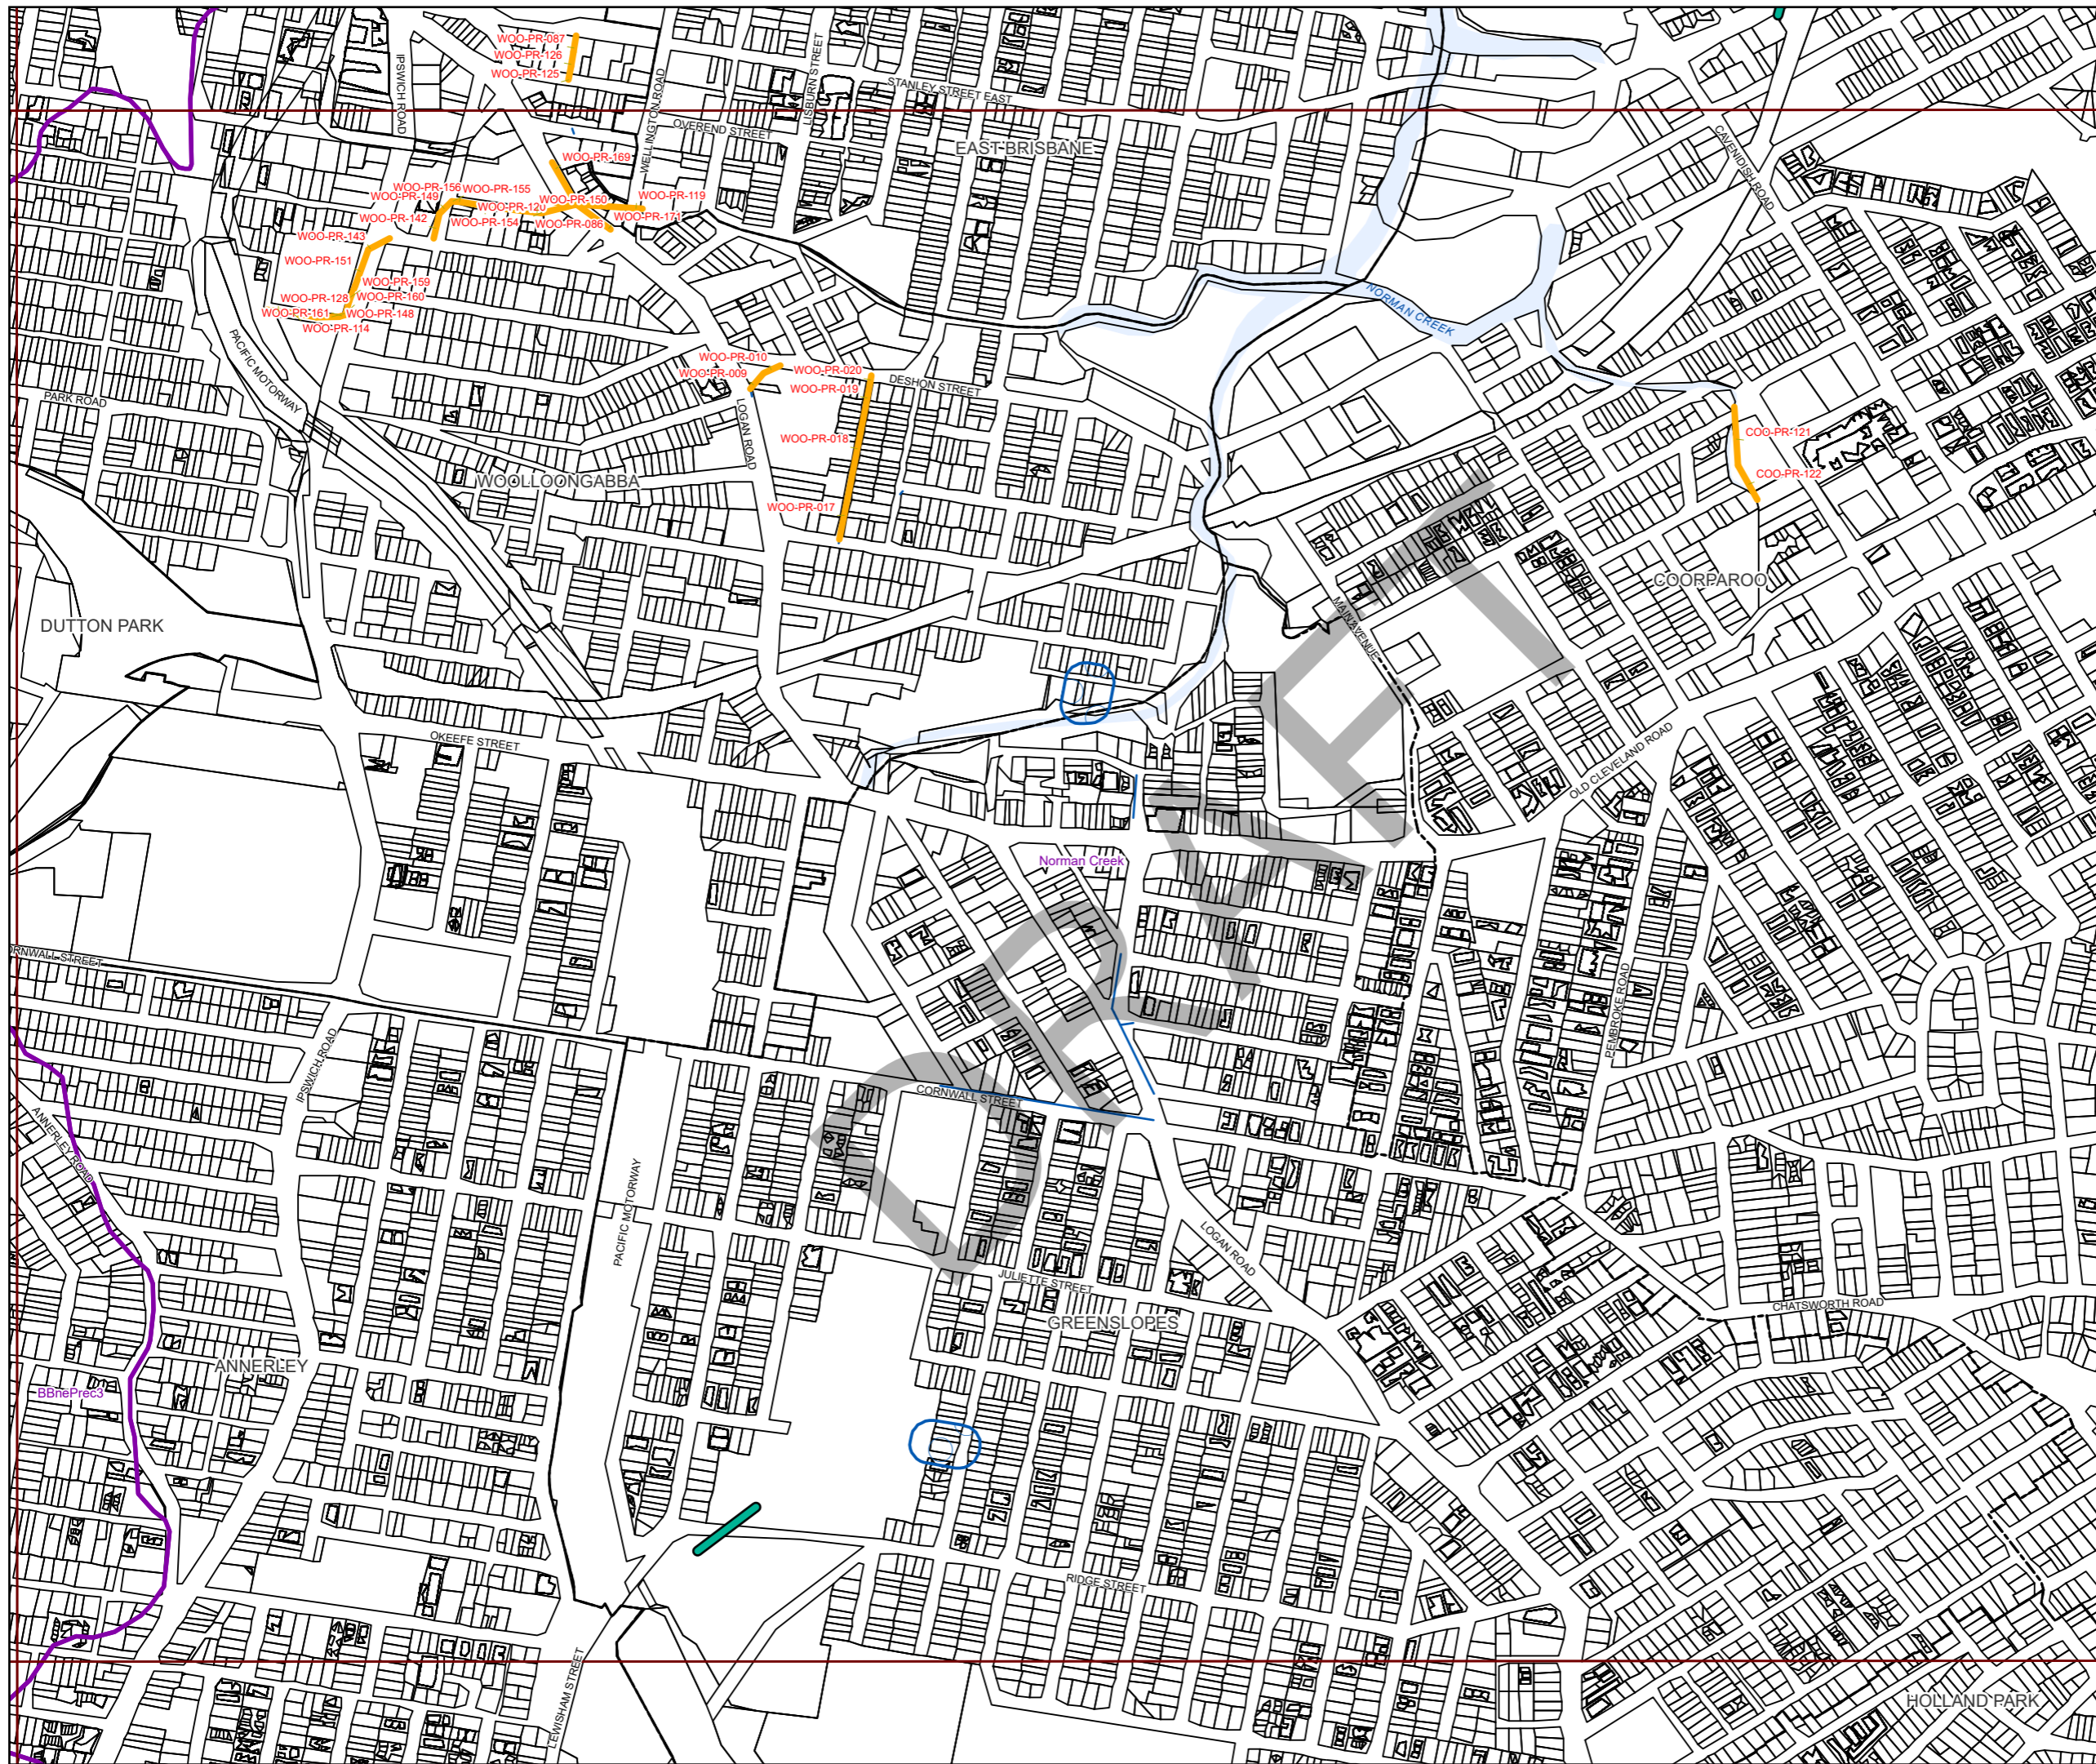 WOO-PR-087
WOO-PR-126
WOO-PR-125
IPSWICH ROAD
WELLINGTON ROAD
LISBURN STREET
STANLEY STREET EAST
OVEREND STREET
EAST BRISBANE
CAVENDISH ROAD
WOO-PR-169
WOO-PR-156
WOO-PR-155
WOO-PR-149
WOO-PR-150
WOO-PR-119
WOO-PR-120
WOO-PR-142
WOO-PR-154
WOO-PR-086
WOO-PR-171
WOO-PR-143
WOO-PR-151
WOO-PR-159
WOO-PR-128
WOO-PR-160
WOO-PR-161
WOO-PR-148
WOO-PR-114
NORMAN CREEK
PACIFIC MOTORWAY
WOO-PR-010
WOO-PR-009
WOO-PR-020
WOO-PR-019
DESHON STREET
PARK ROAD
LOGAN ROAD
WOO-PR-018
COO-PR-121
COO-PR-122
WOOLLOONGABBA
WOO-PR-017
COORPAROO
DUTTON PARK
MAIN AVENUE
OKEEFE STREET
OLD CLEVELAND ROAD
Norman Creek
DRAFT
ORNWALL STREET
IPSWICH ROAD
PEMBROKE ROAD
CORNWALL STREET
ANNERLEY ROAD
PACIFIC MOTORWAY
LOGAN ROAD
JULIETTE STREET
CHATSWORTH ROAD
GREENSLOPES
ANNERLEY
BBnePrec3
RIDGE STREET
LEWISHAM STREET
HOLLAND PARK